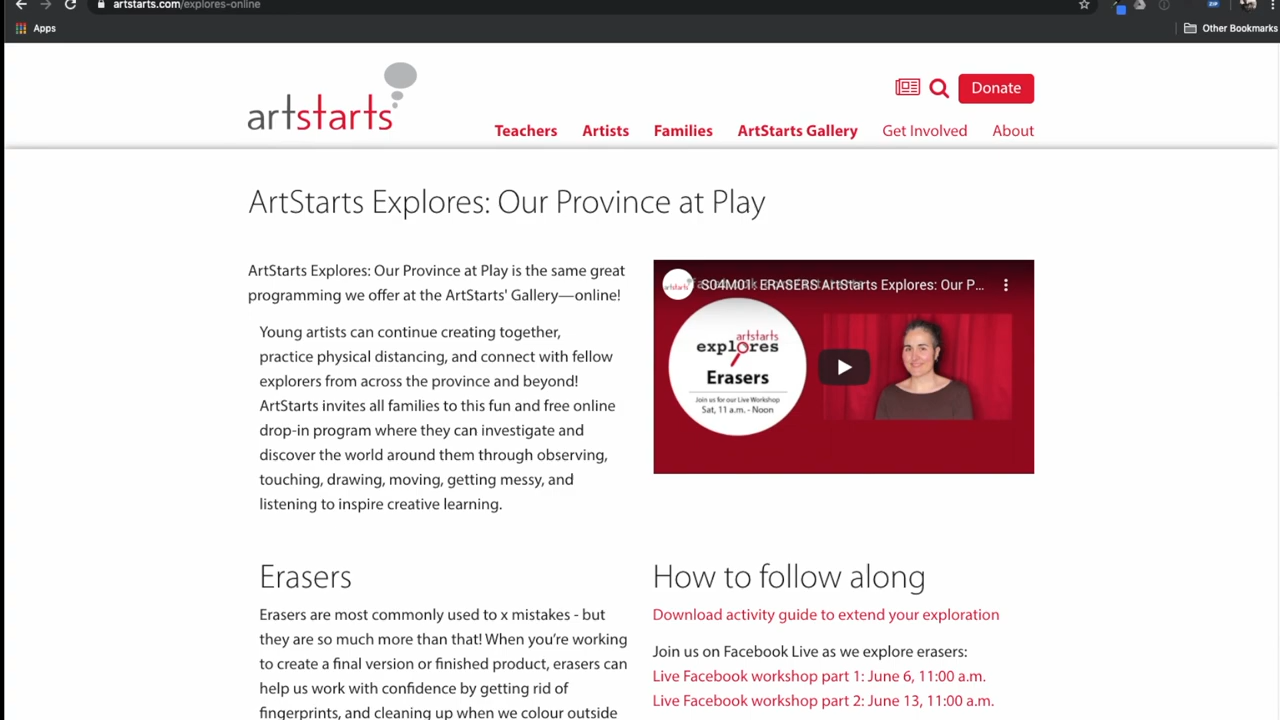 artstarts.com/explores-online
Apps
Other Bookmarks
artstarts
Donate
Teachers Artists Families ArtStarts Gallery Get Involved About
ArtStarts Explores: Our Province at Play
ArtStarts Explores: Our Province at Play is the same great
programming we offer at the ArtStarts' Gallery—online!
Young artists can continue creating together,
practice physical distancing, and connect with fellow
explorers from across the province and beyond!
ArtStarts invites all families to this fun and free online
drop-in program where they can investigate and
discover the world around them through observing,
touching, drawing, moving, getting messy, and
listening to inspire creative learning.
S04M01: ERASERS ArtStarts Explores: Our P...
artstarts
explores
Erasers
Join us for our Live Workshop
Sat, 11 a.m. - Noon
Erasers
Erasers are most commonly used to x mistakes - but
they are so much more than that! When you're working
to create a final version or finished product, erasers can
help us work with confidence by getting rid of
fingerprints, and cleaning up when we colour outside
How to follow along
Download activity guide to extend your exploration
Join us on Facebook Live as we explore erasers:
Live Facebook workshop part 1: June 6, 11:00 a.m.
Live Facebook workshop part 2: June 13, 11:00 a.m.